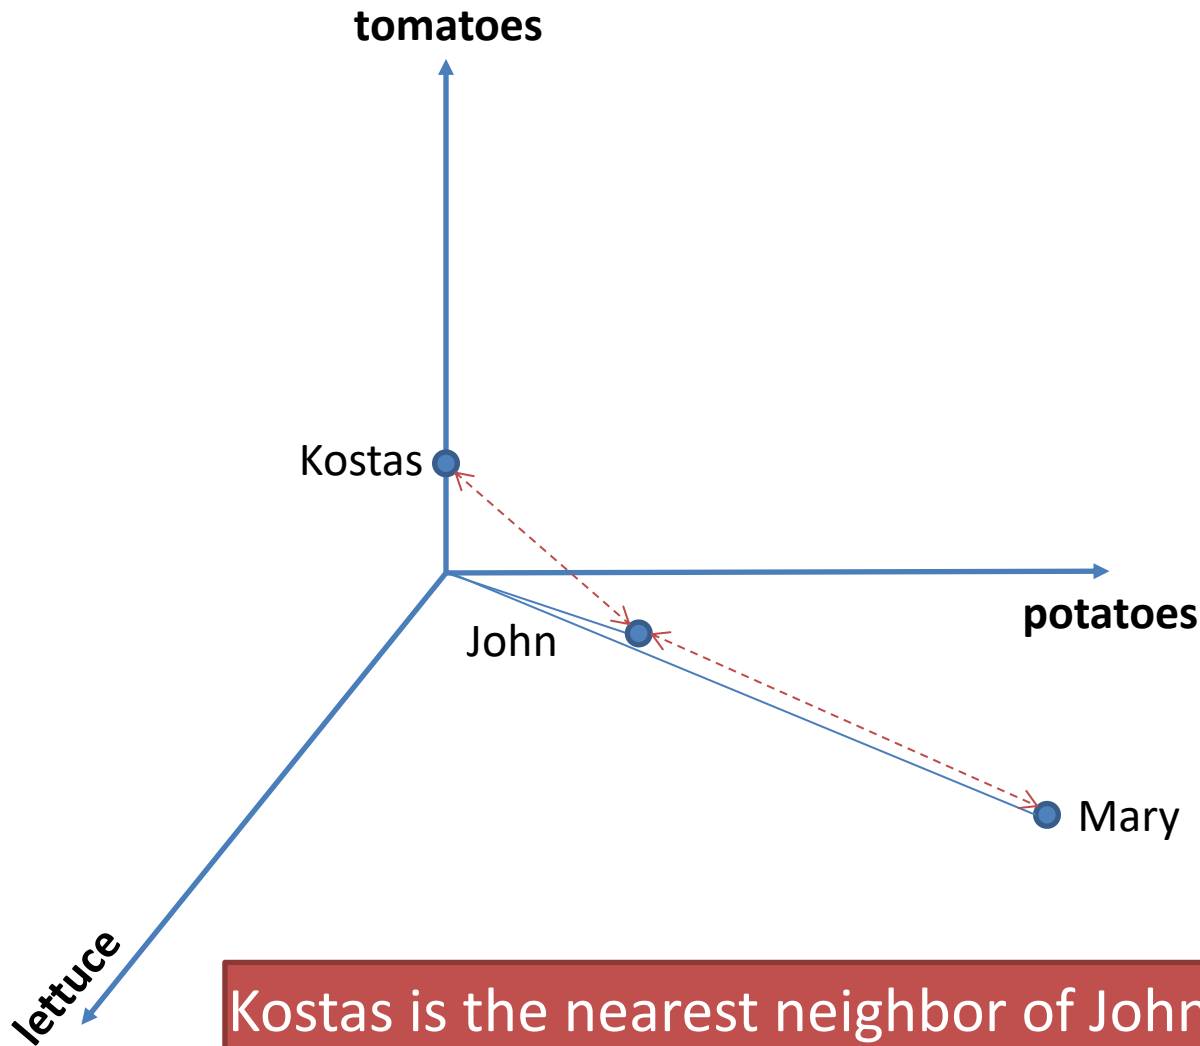 tomatoes
Kostas
potatoes
John
Mary
lettuce
Kostas is the nearest neighbor of John